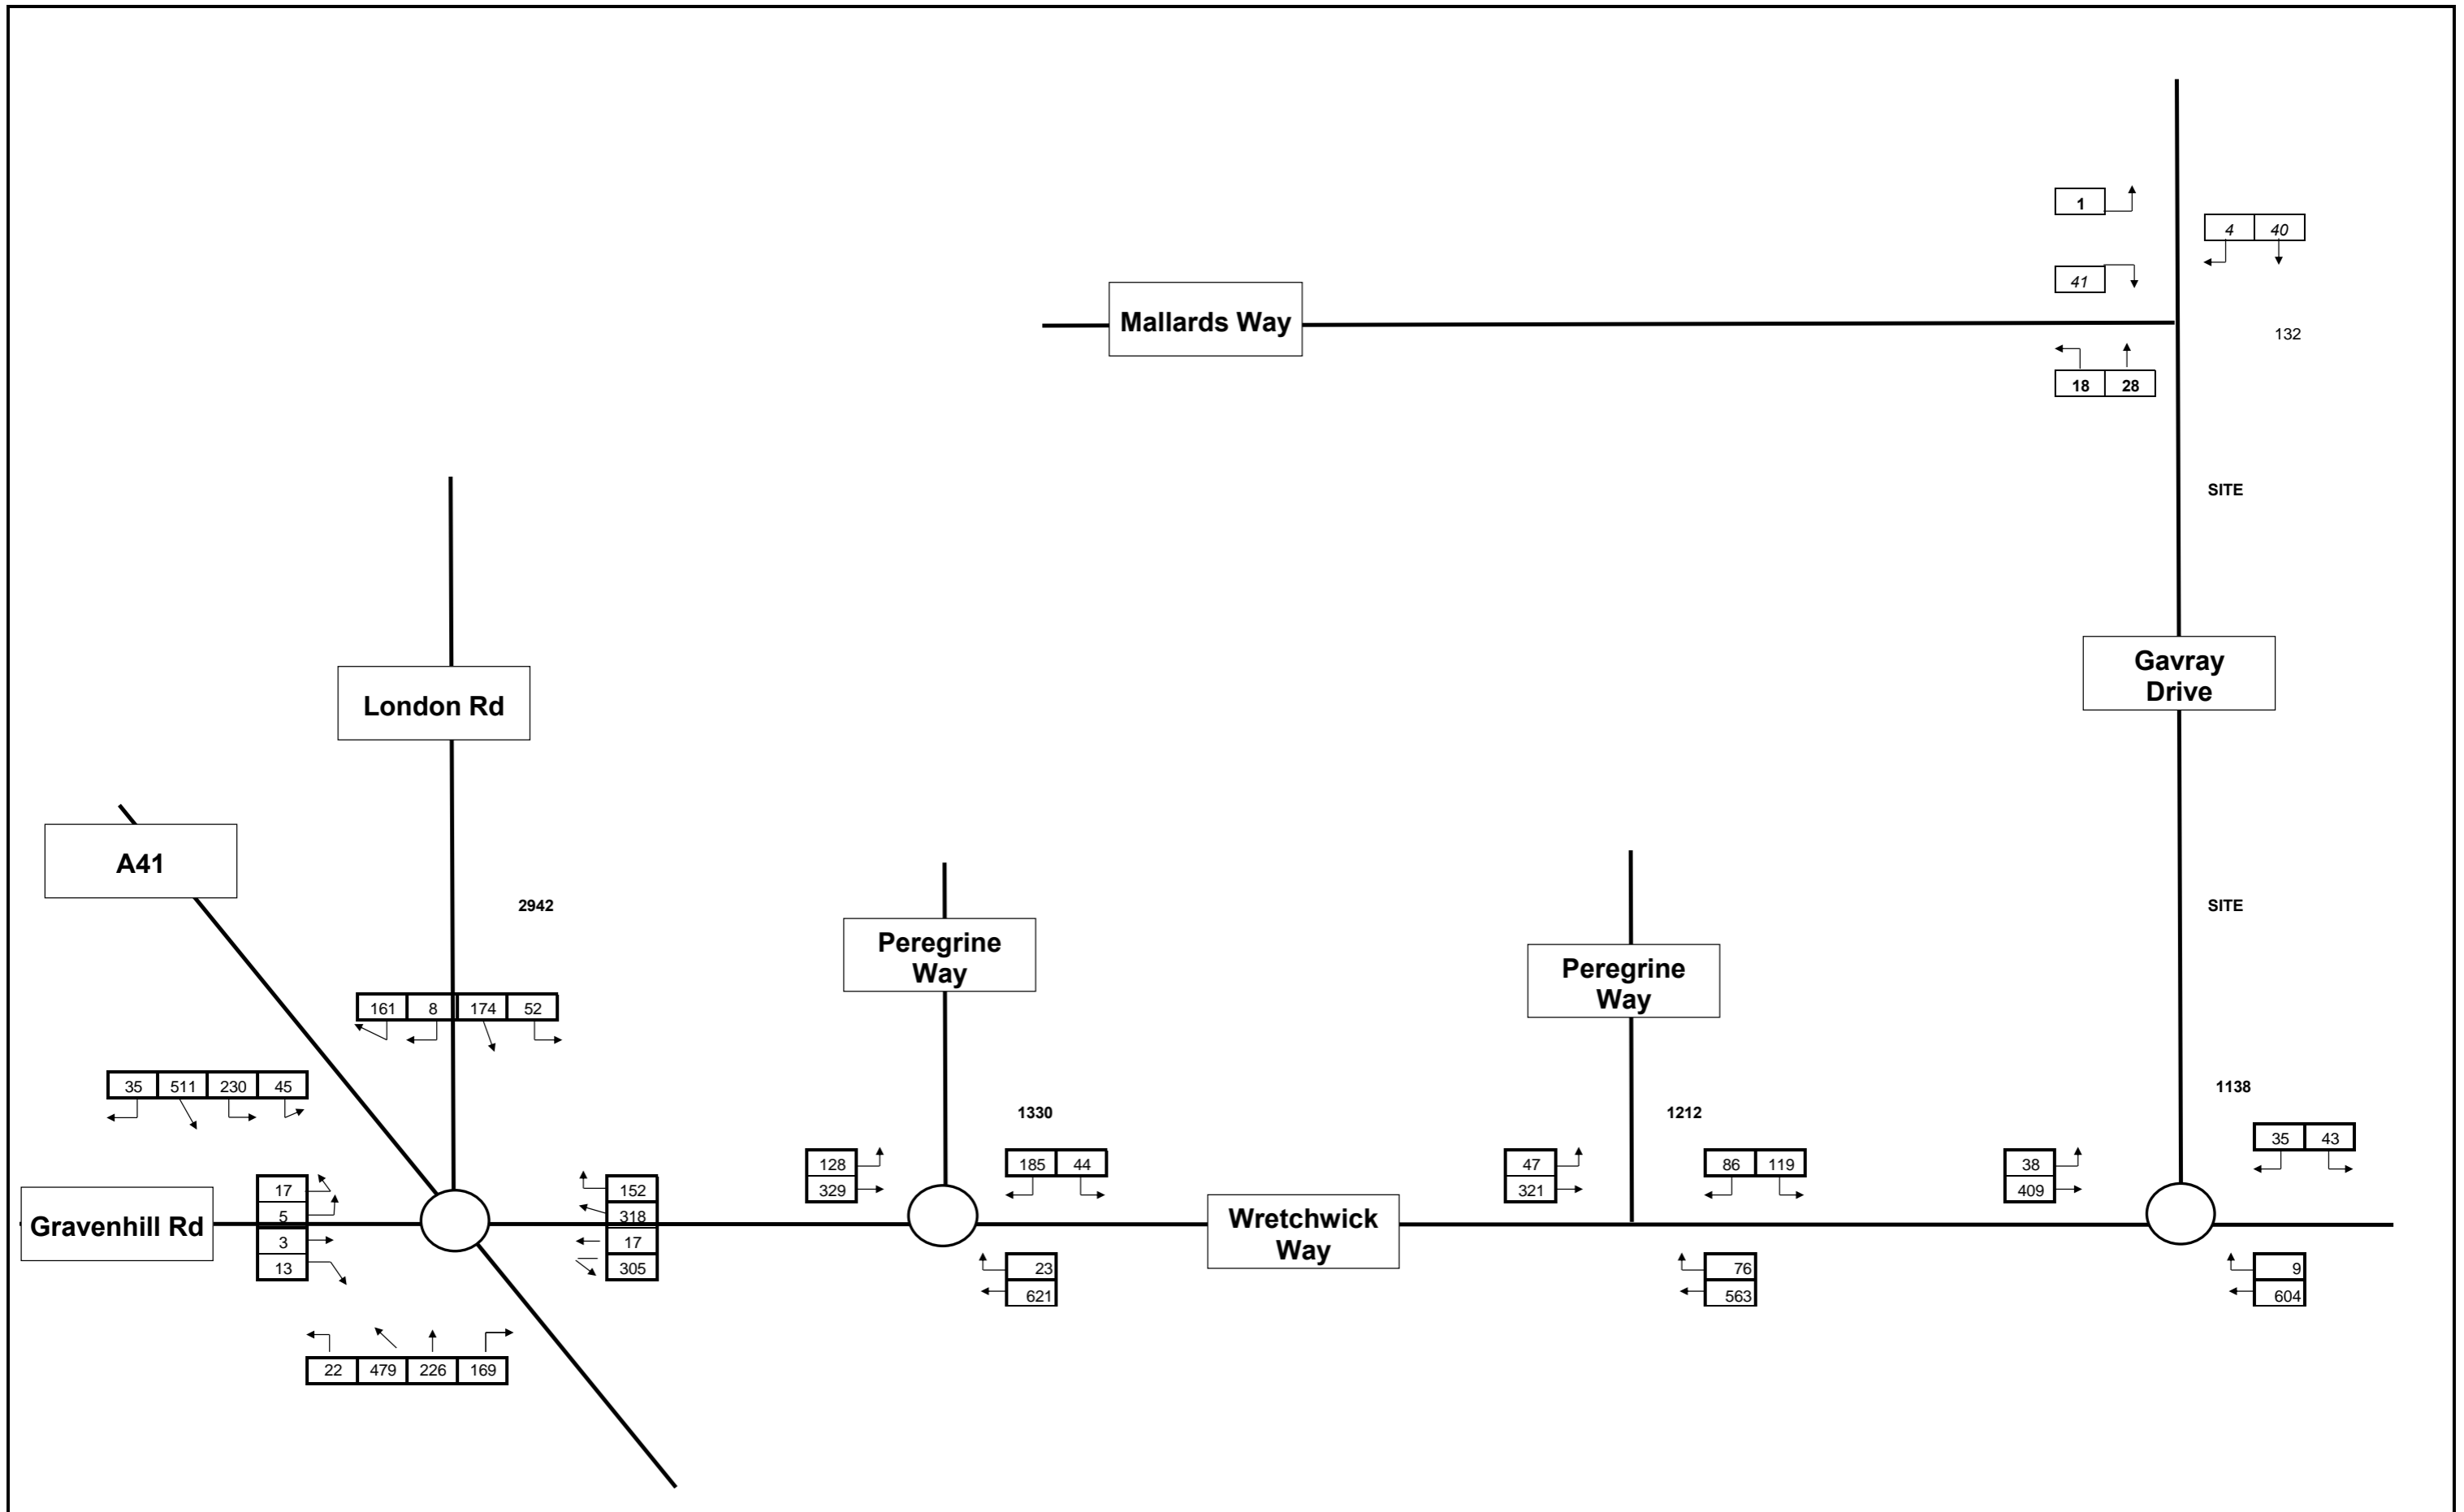 1
4 40
41
Mallards Way
132
18 28
SITE
Gavray
Drive
London Rd
A41
2942
SITE
Peregrine
Way
Peregrine
Way
161 8 174 52
35 511 230 45
1330
1212
1138
35 43
128
329
185 44
47
321
86 119
38
409
17
5
3
13
Gravenhill Rd
152
318
17
305
Wretchwick
Way
23
621
76
563
9
604
22 479 226 169